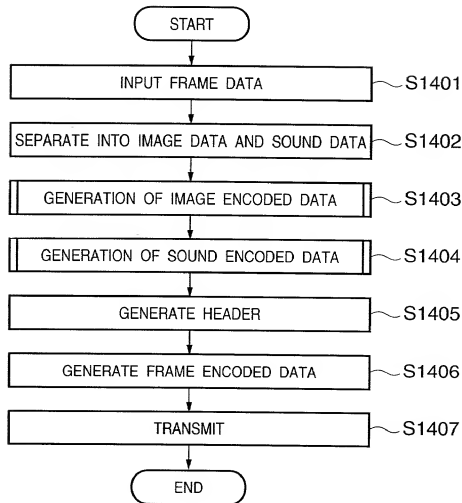 START
INPUT FRAME DATA S1401
SEPARATE INTO IMAGE DATA AND SOUND DATA S1402
GENERATION OF IMAGE ENCODED DATA S1403
GENERATION OF SOUND ENCODED DATA S1404
GENERATE HEADER S1405
GENERATE FRAME ENCODED DATA S1406
TRANSMIT S1407
END